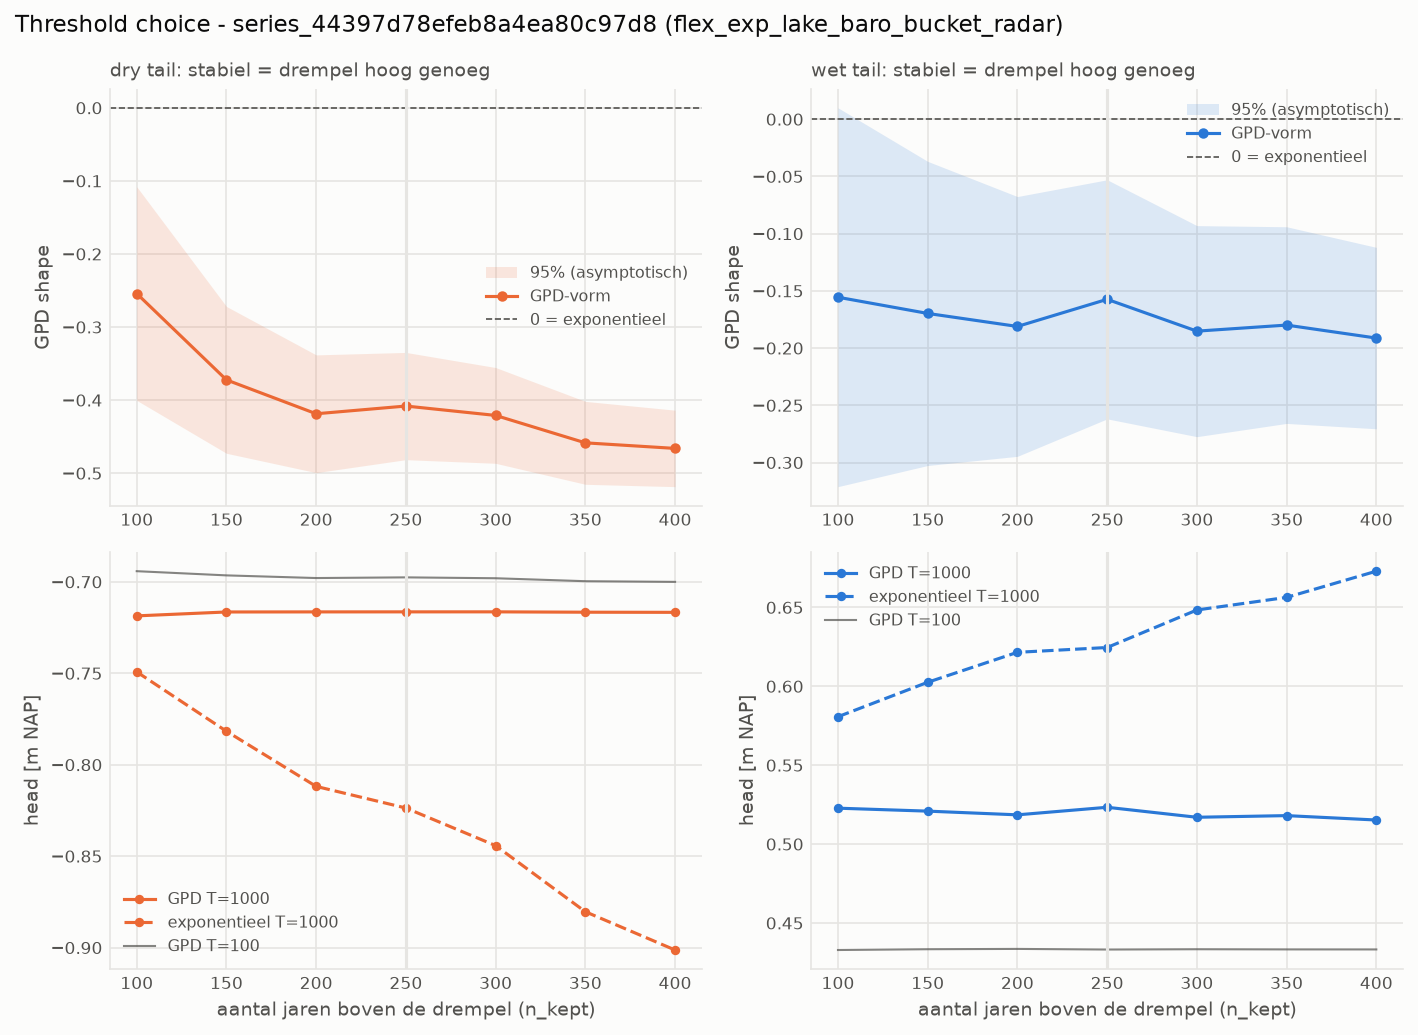 Threshold choice - series_44397d78efeb8a4ea80c97d8 (flex_exp_lake_baro_bucket_radar)
dry tail: stabiel = drempel hoog genoeg
GPD shape
0.0
−0.1
−0.2
−0.3
−0.4
−0.5
100 150 200 250 300 350 400
95% (asymptotisch)
GPD-vorm
0 = exponentieel
wet tail: stabiel = drempel hoog genoeg
GPD shape
0.00
−0.05
−0.10
−0.15
−0.20
−0.25
−0.30
100 150 200 250 300 350 400
95% (asymptotisch)
GPD-vorm
0 = exponentieel
head [m NAP]
−0.70
−0.75
−0.80
−0.85
−0.90
GPD T=1000
exponentieel T=1000
GPD T=100
100 150 200 250 300 350 400
aantal jaren boven de drempel (n_kept)
head [m NAP]
0.65
0.60
0.55
0.50
0.45
GPD T=1000
exponentieel T=1000
GPD T=100
100 150 200 250 300 350 400
aantal jaren boven de drempel (n_kept)